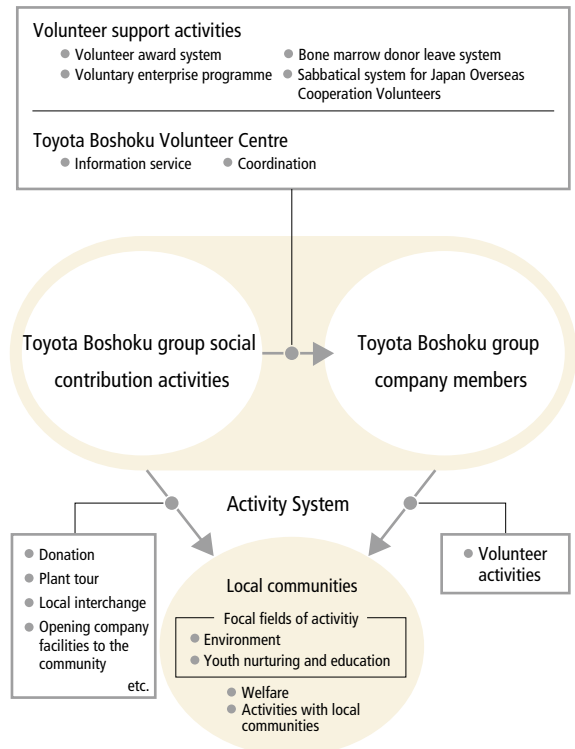 Volunteer support activities
● Volunteer award system
● Bone marrow donor leave system
● Voluntary enterprise programme
● Sabbatical system for Japan Overseas
Cooperation Volunteers
Toyota Boshoku Volunteer Centre
● Information service
● Coordination
Toyota Boshoku group social
contribution activities
Toyota Boshoku group
company members
Activity System
● Donation
● Plant tour
● Local interchange
● Opening company
facilities to the
community
etc.
● Volunteer
activities
Local communities
Focal fields of activitiy
● Environment
● Youth nurturing and education
● Welfare
● Activities with local
communities